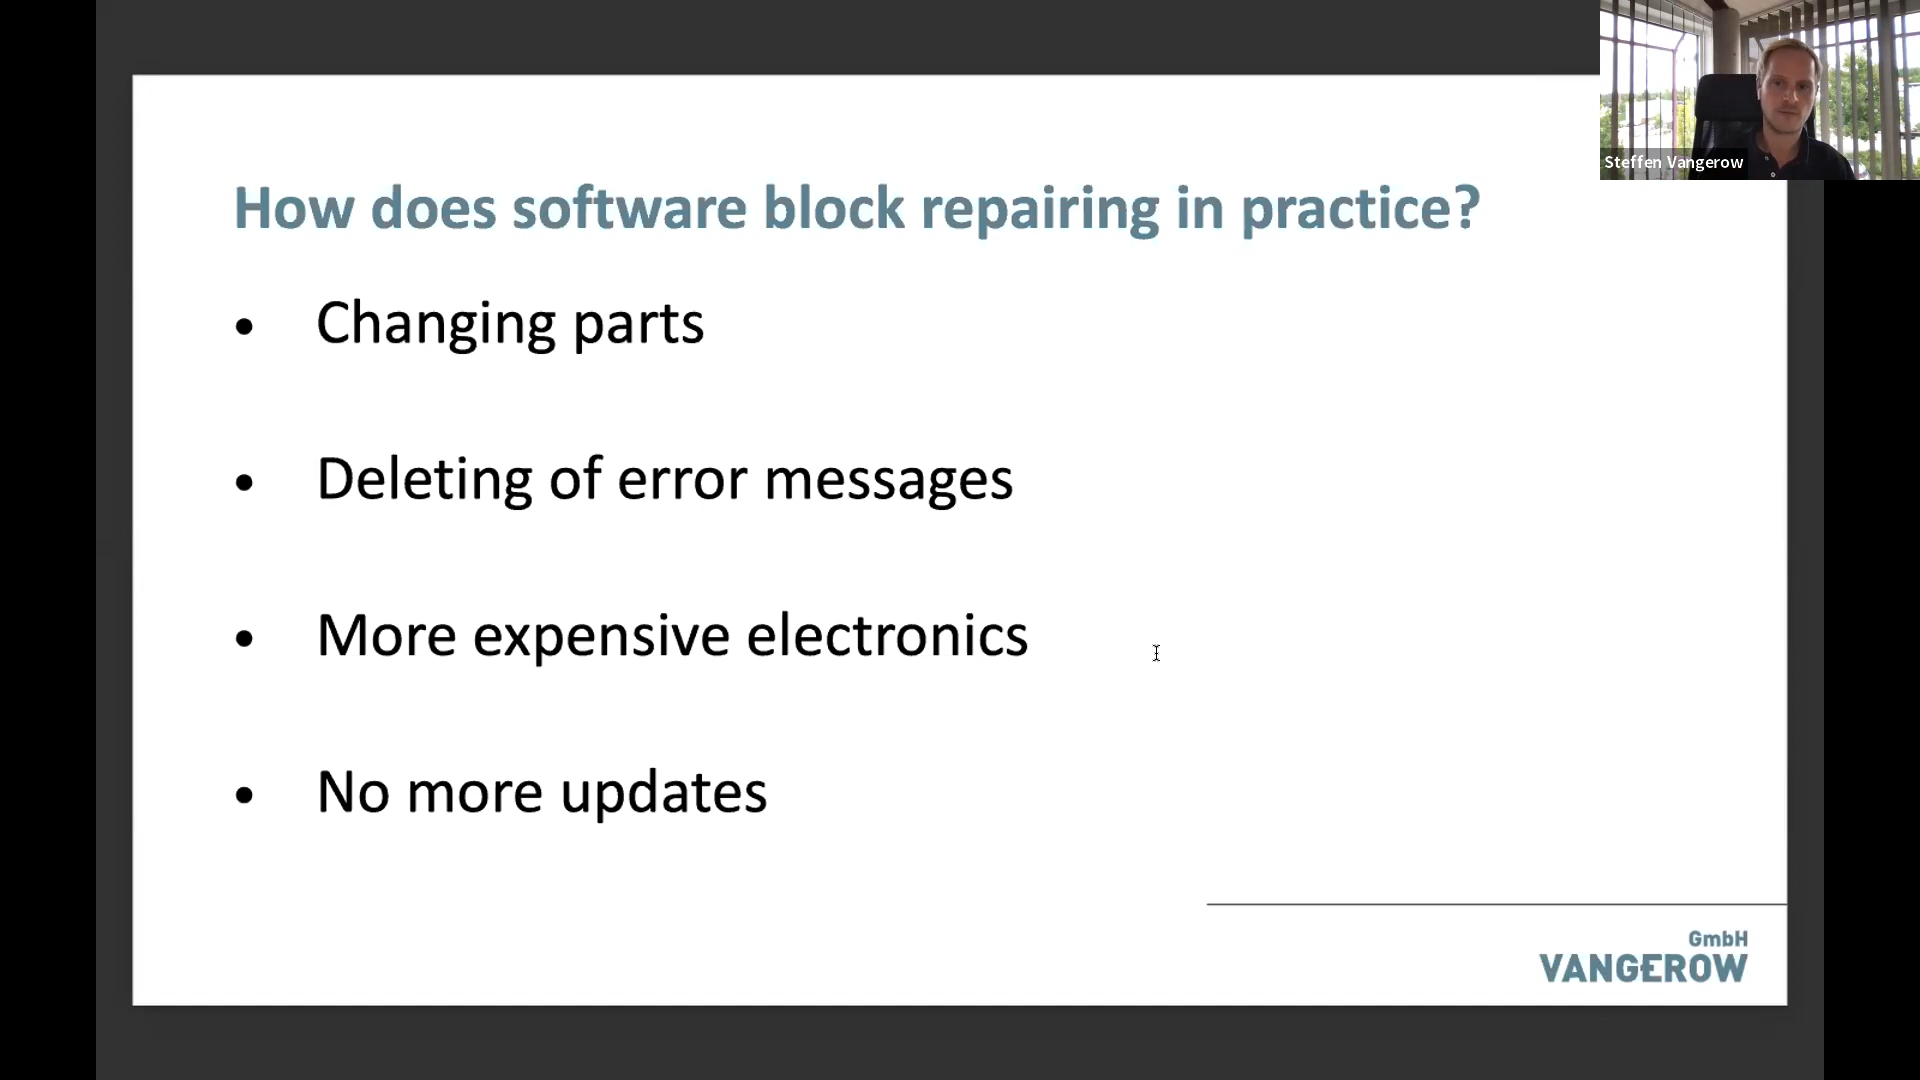 Steffen Vangerow
How does software block repairing in practice?
• Changing parts
• Deleting of error messages
• More expensive electronics
• No more updates
GmbH
VANGEROW